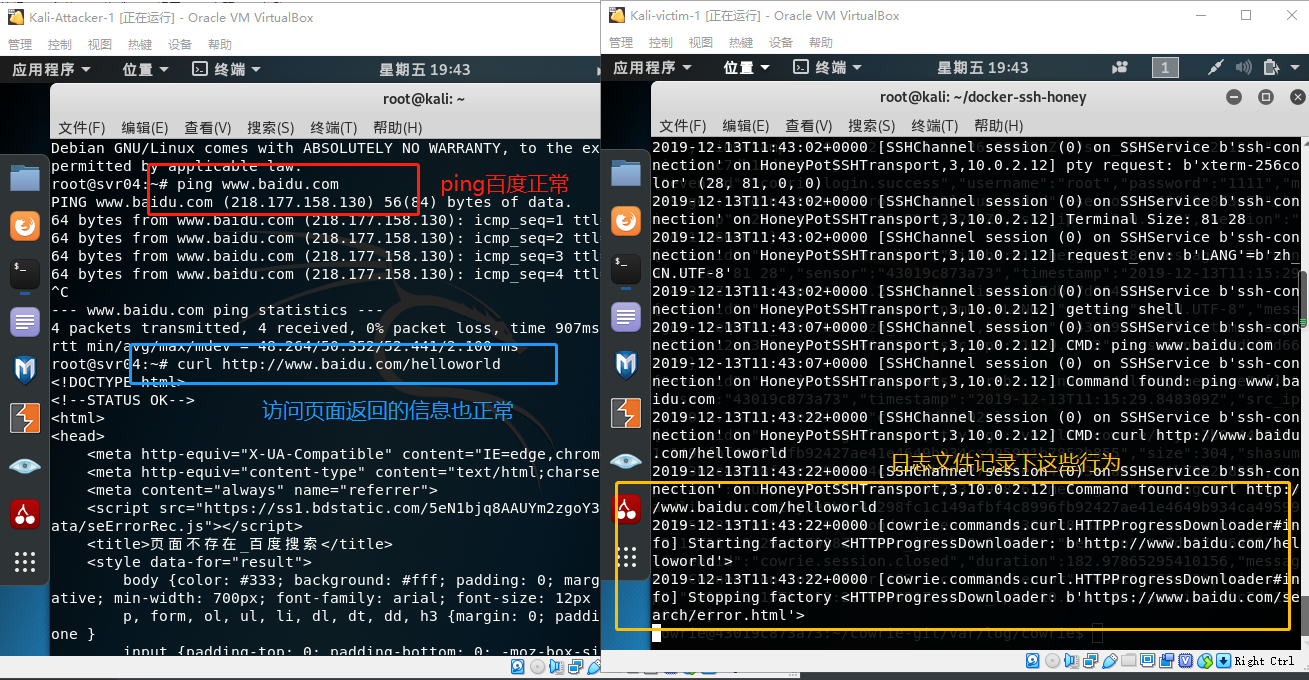 Kali-Attacker-1 [正在运行] - Oracle VM VirtualBox
管理 控制 视图 热键 设备 帮助
应用程序 位置 终端 星期五 19:43
root@kali: ~
文件(F) 编辑(E) 查看(V) 搜索(S) 终端(T) 帮助(H)
Debian GNU/Linux comes with ABSOLUTELY NO WARRANTY, to the ex
permitted by applicable law.
root@svr04:~# ping www.baidu.com
ping百度正常
PING www.baidu.com (218.177.158.130) 56(84) bytes of data.
64 bytes from www.baidu.com (218.177.158.130): icmp_seq=1 ttl
64 bytes from www.baidu.com (218.177.158.130): icmp_seq=2 ttl
64 bytes from www.baidu.com (218.177.158.130): icmp_seq=3 ttl
64 bytes from www.baidu.com (218.177.158.130): icmp_seq=4 ttl
^C
--- www.baidu.com ping statistics ---
4 packets transmitted, 4 received, 0% packet loss, time 907ms
rtt min/avg/max/mdev = 48.264/50.352/52.441/2.100 ms
root@svr04:~# curl http://www.baidu.com/helloworld
<!DOCTYPE html>
<!--STATUS OK-->
访问页面返回的信息也正常
<html>
<head>
<meta http-equiv="X-UA-Compatible" content="IE=edge,chrom
<meta http-equiv="content-type" content="text/html;charse
<meta content="always" name="referrer">
<script src="https://ss1.bdstatic.com/5eN1bjq8AAUYm2zgoY3
ata/seErrorRec.js"></script>
<title>页面不存在_百度搜索</title>
<style data-for="result">
body {color: #333; background: #fff; padding: 0; marg
ative; min-width: 700px; font-family: arial; font-size: 12px
p, form, ol, ul, li, dl, dt, dd, h3 {margin: 0; paddi
one }
input {padding-top: 0; padding-bottom: 0; -moz-box-si
Kali-victim-1 [正在运行] - Oracle VM VirtualBox
管理 控制 视图 热键 设备 帮助
应用程序 位置 终端 星期五 19:43 1
root@kali: ~/docker-ssh-honey
文件(F) 编辑(E) 查看(V) 搜索(S) 终端(T) 帮助(H)
2019-12-13T11:43:02+0000 [SSHChannel session (0) on SSHService b'ssh-con
nection' on HoneyPotSSHTransport,3,10.0.2.12] pty request: b'xterm-256co
lor' (28, 81, 0, 0)
2019-12-13T11:43:02+0000 [SSHChannel session (0) on SSHService b'ssh-con
nection' on HoneyPotSSHTransport,3,10.0.2.12] Terminal Size: 81 28
2019-12-13T11:43:02+0000 [SSHChannel session (0) on SSHService b'ssh-con
nection' on HoneyPotSSHTransport,3,10.0.2.12] request_env: b'LANG'=b'zh_
CN.UTF-8'
2019-12-13T11:43:02+0000 [SSHChannel session (0) on SSHService b'ssh-con
nection' on HoneyPotSSHTransport,3,10.0.2.12] getting shell
2019-12-13T11:43:07+0000 [SSHChannel session (0) on SSHService b'ssh-con
nection' on HoneyPotSSHTransport,3,10.0.2.12] CMD: ping www.baidu.com
2019-12-13T11:43:07+0000 [SSHChannel session (0) on SSHService b'ssh-con
nection' on HoneyPotSSHTransport,3,10.0.2.12] Command found: ping www.ba
idu.com
2019-12-13T11:43:22+0000 [SSHChannel session (0) on SSHService b'ssh-con
nection' on HoneyPotSSHTransport,3,10.0.2.12] CMD: curl http://www.baidu
.com/helloworld
日志文件记录下这些行为
2019-12-13T11:43:22+0000 [SSHChannel session (0) on SSHService b'ssh-con
nection' on HoneyPotSSHTransport,3,10.0.2.12] Command found: curl http:/
/www.baidu.com/helloworld
2019-12-13T11:43:22+0000 [cowrie.commands.curl.HTTPProgressDownloader#in
fo] Starting factory <HTTPProgressDownloader: b'http://www.baidu.com/hel
loworld'>
2019-12-13T11:43:22+0000 [cowrie.commands.curl.HTTPProgressDownloader#in
fo] Stopping factory <HTTPProgressDownloader: b'https://www.baidu.com/se
arch/error.html'>
cowrie@43019c873a73:~/cowrie-git/var/log/cowrie$
Right Ctrl